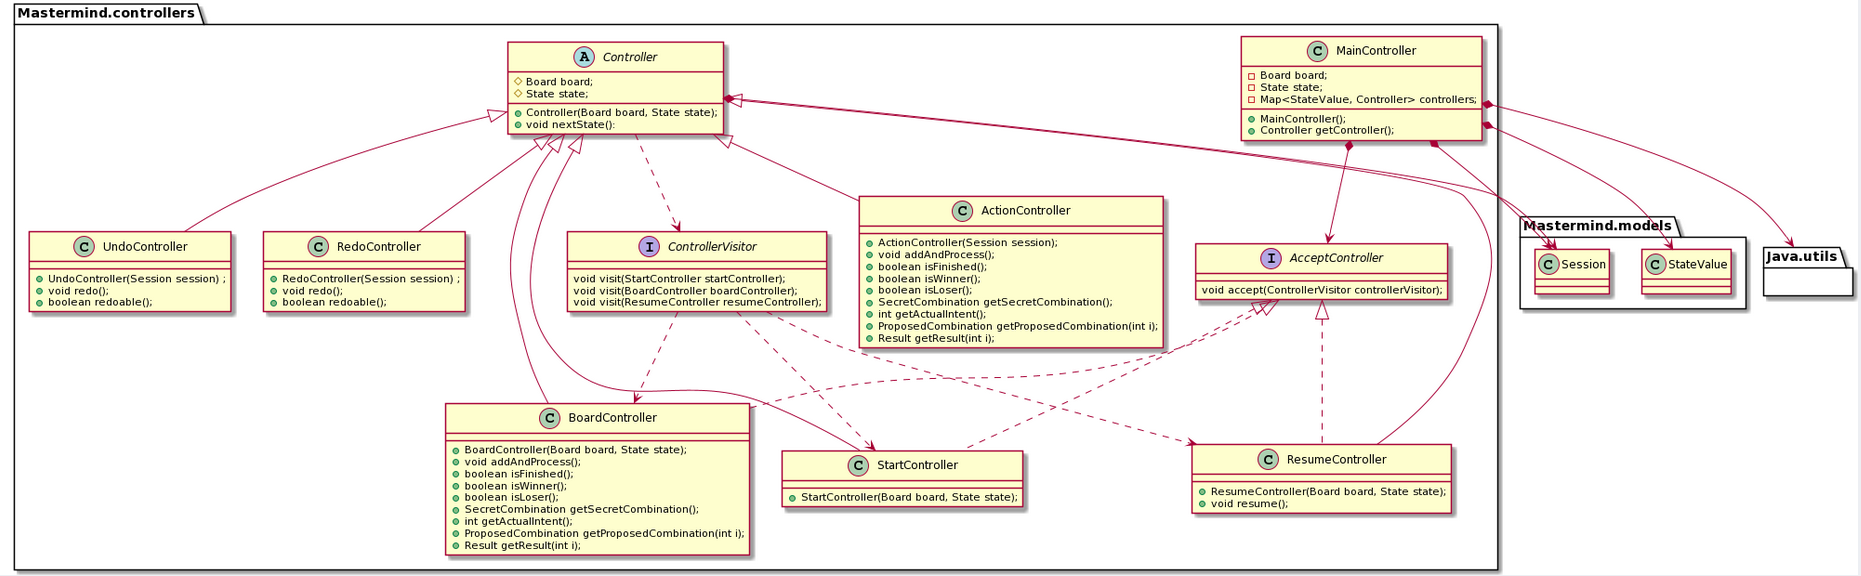 Mastermind.controllers
A Controller
Board board;
State state;
Controller(Board board, State state);
void nextState():
C MainController
Board board;
State state;
Map<StateValue, Controller> controllers;
MainController();
Controller getController();
C UndoController
UndoController(Session session) ;
void redo();
boolean redoable();
C RedoController
RedoController(Session session) ;
void redo();
boolean redoable();
I ControllerVisitor
void visit(StartController startController);
void visit(BoardController boardController);
void visit(ResumeController resumeController);
C ActionController
ActionController(Session session);
void addAndProcess();
boolean isFinished();
boolean isWinner();
boolean isLoser();
SecretCombination getSecretCombination();
int getActualIntent();
ProposedCombination getProposedCombination(int i);
Result getResult(int i);
I AcceptController
void accept(ControllerVisitor controllerVisitor);
Mastermind.models
C Session
C StateValue
Java.utils
C BoardController
BoardController(Board board, State state);
void addAndProcess();
boolean isFinished();
boolean isWinner();
boolean isLoser();
SecretCombination getSecretCombination();
int getActualIntent();
ProposedCombination getProposedCombination(int i);
Result getResult(int i);
C StartController
StartController(Board board, State state);
C ResumeController
ResumeController(Board board, State state);
void resume();